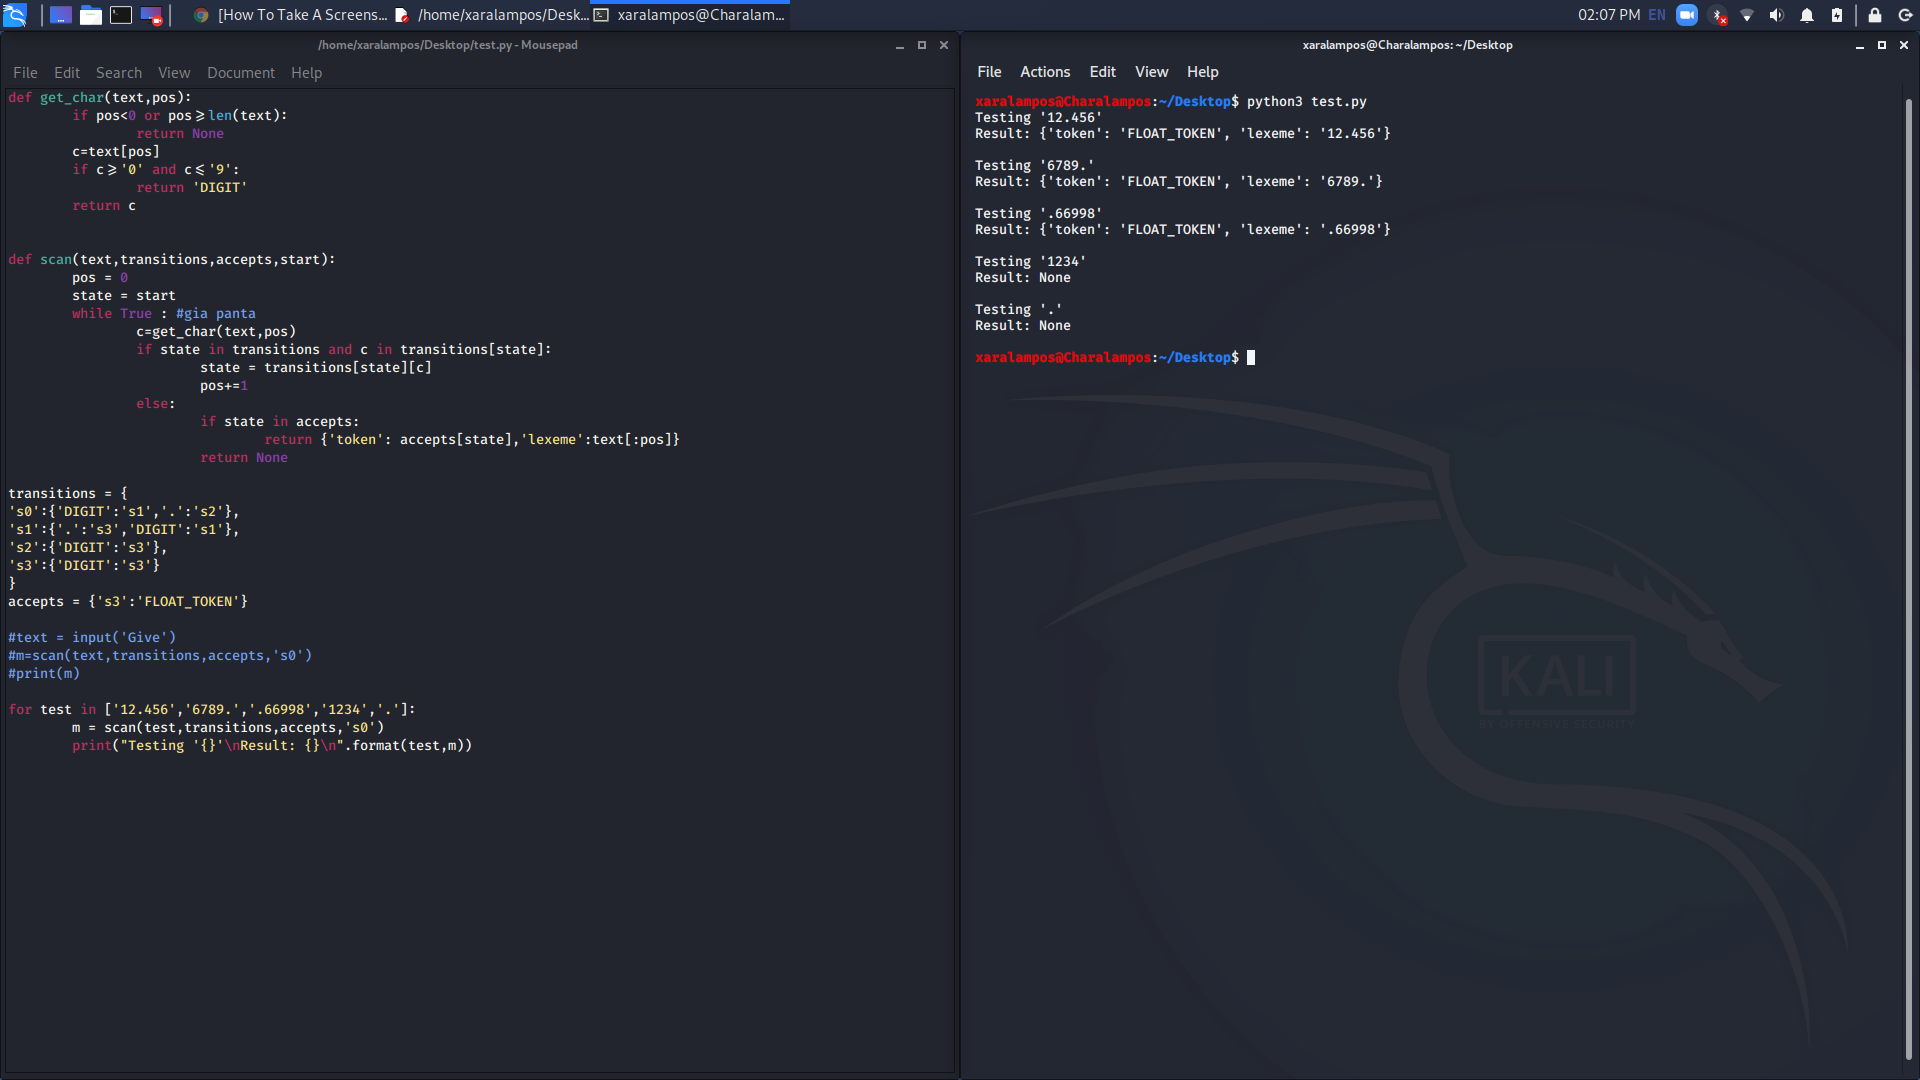 [How To Take A Screens... /home/xaralampos/Desk... xaralampos@Charalam... 02:07 PM EN
/home/xaralampos/Desktop/test.py - Mousepad
File Edit Search View Document Help
def get_char(text,pos):
if pos<0 or pos>=len(text):
return None
c=text[pos]
if c>='0' and c<='9':
return 'DIGIT'
return c
def scan(text,transitions,accepts,start):
pos = 0
state = start
while True : #gia panta
c=get_char(text,pos)
if state in transitions and c in transitions[state]:
state = transitions[state][c]
pos+=1
else:
if state in accepts:
return {'token': accepts[state],'lexeme':text[:pos]}
return None
transitions = {
's0':{'DIGIT':'s1','.':'s2'},
's1':{'.':'s3','DIGIT':'s1'},
's2':{'DIGIT':'s3'},
's3':{'DIGIT':'s3'}
}
accepts = {'s3':'FLOAT_TOKEN'}
#text = input('Give')
#m=scan(text,transitions,accepts,'s0')
#print(m)
for test in ['12.456','6789.','.66998','1234','.']:
m = scan(test,transitions,accepts,'s0')
print("Testing '{}'\nResult: {}\n".format(test,m))
xaralampos@Charalampos: ~/Desktop
File Actions Edit View Help
xaralampos@Charalampos:~/Desktop$ python3 test.py
Testing '12.456'
Result: {'token': 'FLOAT_TOKEN', 'lexeme': '12.456'}
Testing '6789.'
Result: {'token': 'FLOAT_TOKEN', 'lexeme': '6789.'}
Testing '.66998'
Result: {'token': 'FLOAT_TOKEN', 'lexeme': '.66998'}
Testing '1234'
Result: None
Testing '.'
Result: None
xaralampos@Charalampos:~/Desktop$
KALI
BY OFFENSIVE SECURITY